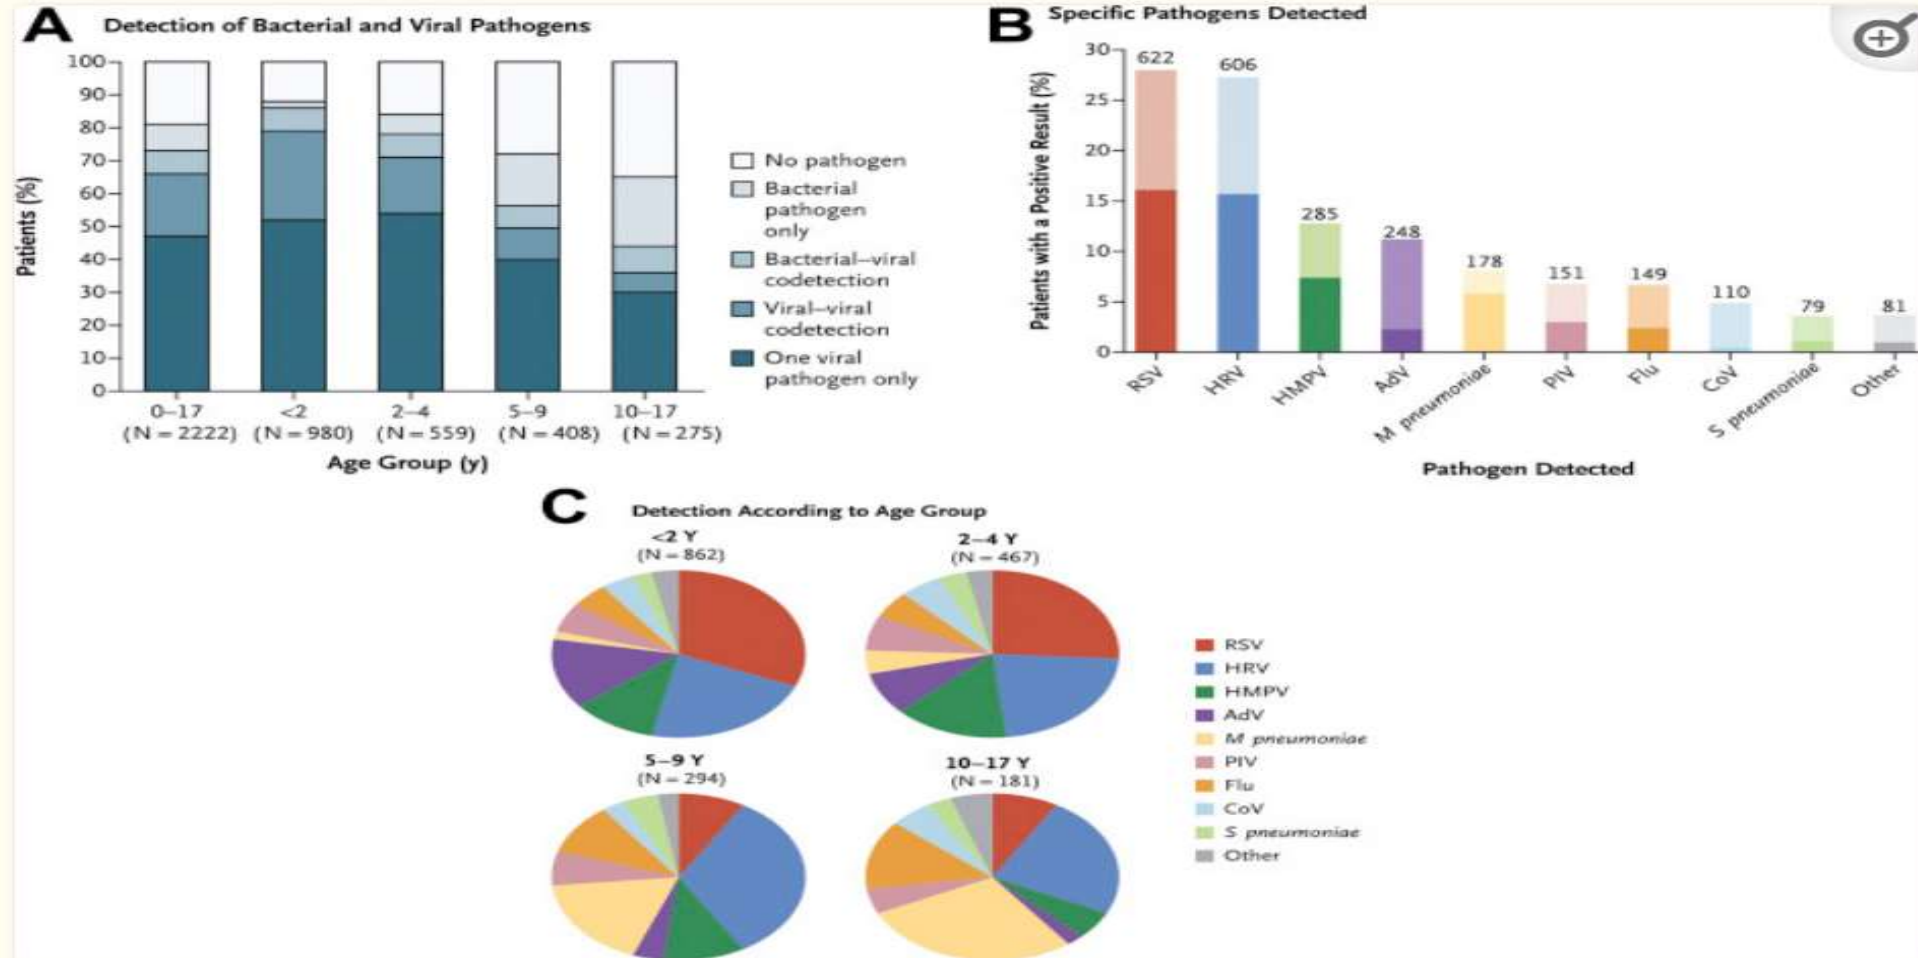 A
Detection of Bacterial and Viral Pathogens
Patients (%)
100
90
80
70
60
50
40
30
20
10
0
0–17
(N = 2222)
<2
(N = 980)
2–4
(N = 559)
5–9
(N = 408)
10–17
(N = 275)
Age Group (y)
No pathogen
Bacterial
pathogen
only
Bacterial–viral
codetection
Viral–viral
codetection
One viral
pathogen only
B
Specific Pathogens Detected
Patients with a Positive Result (%)
30
25
20
15
10
5
0
622
606
285
248
178
151
149
110
79
81
RSV
HRV
HMPV
AdV
M pneumoniae
PIV
Flu
CoV
S pneumoniae
Other
Pathogen Detected
C
Detection According to Age Group
<2 Y
(N = 862)
2–4 Y
(N = 467)
5–9 Y
(N = 294)
10–17 Y
(N = 181)
RSV
HRV
HMPV
AdV
M pneumoniae
PIV
Flu
CoV
S pneumoniae
Other